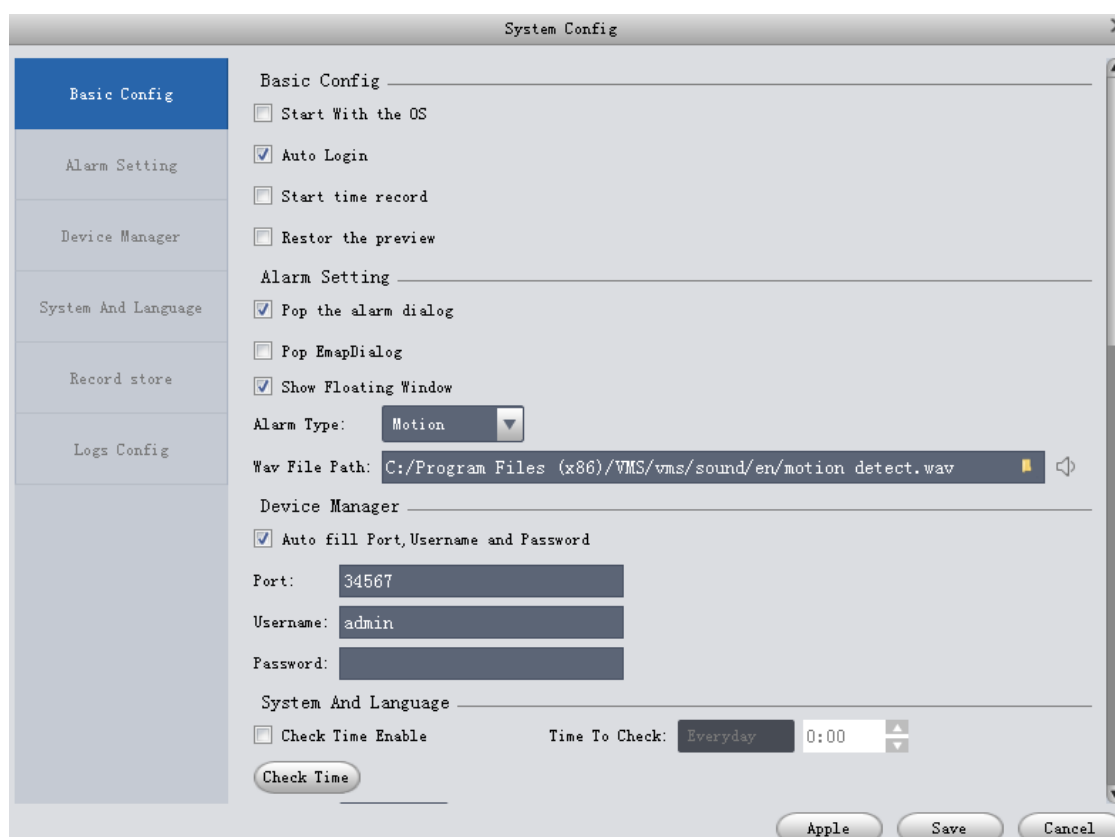 System Config
Basic Config
Alarm Setting
Device Manager
System And Language
Record store
Logs Config
Basic Config
Start With the OS
Auto Login
Start time record
Restor the preview
Alarm Setting
Pop the alarm dialog
Pop EmapDialog
Show Floating Window
Alarm Type: Motion
Wav File Path: C:/Program Files (x86)/VMS/vms/sound/en/motion detect.wav
Device Manager
Auto fill Port,Username and Password
Port: 34567
Username: admin
Password:
System And Language
Check Time Enable Time To Check: Everyday 0:00
Check Time
Apple Save Cancel